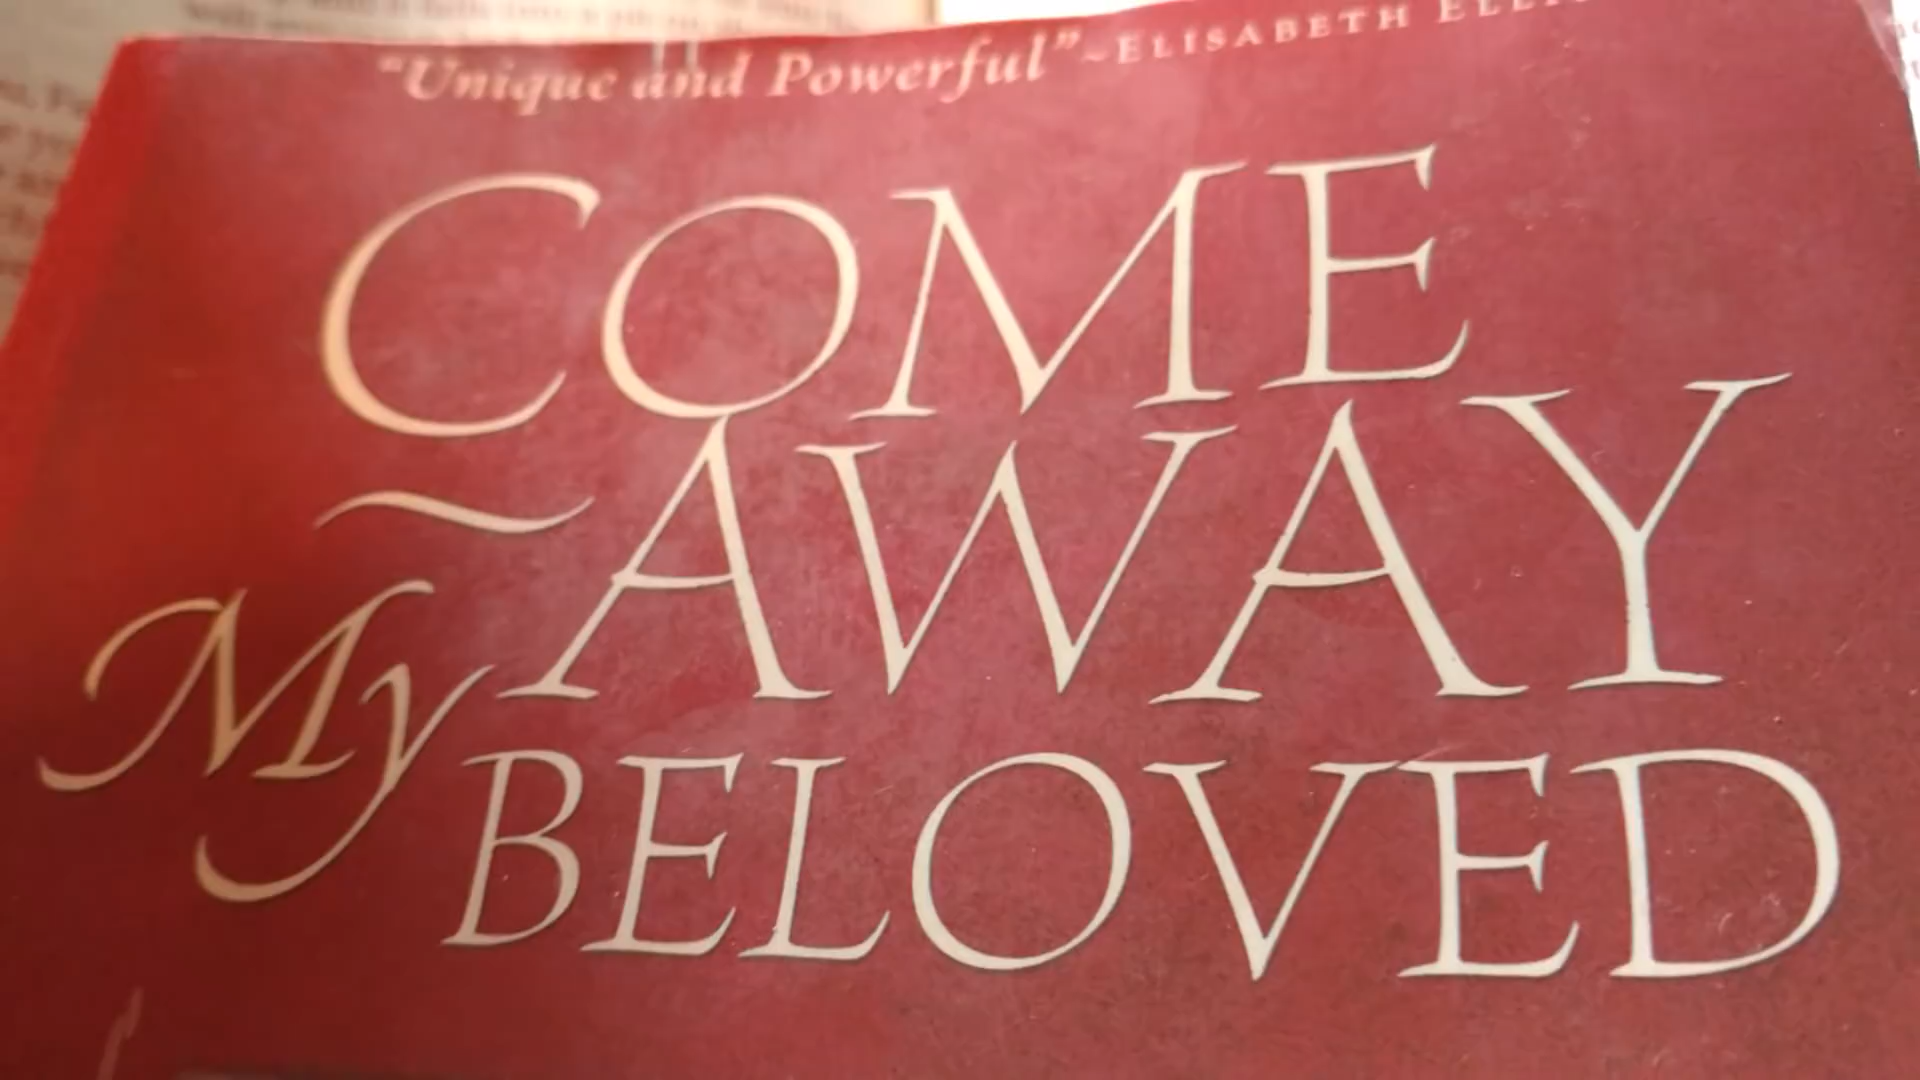 "Unique and Powerful" ~ELISABETH
COME
~AWAY
My
BELOVED